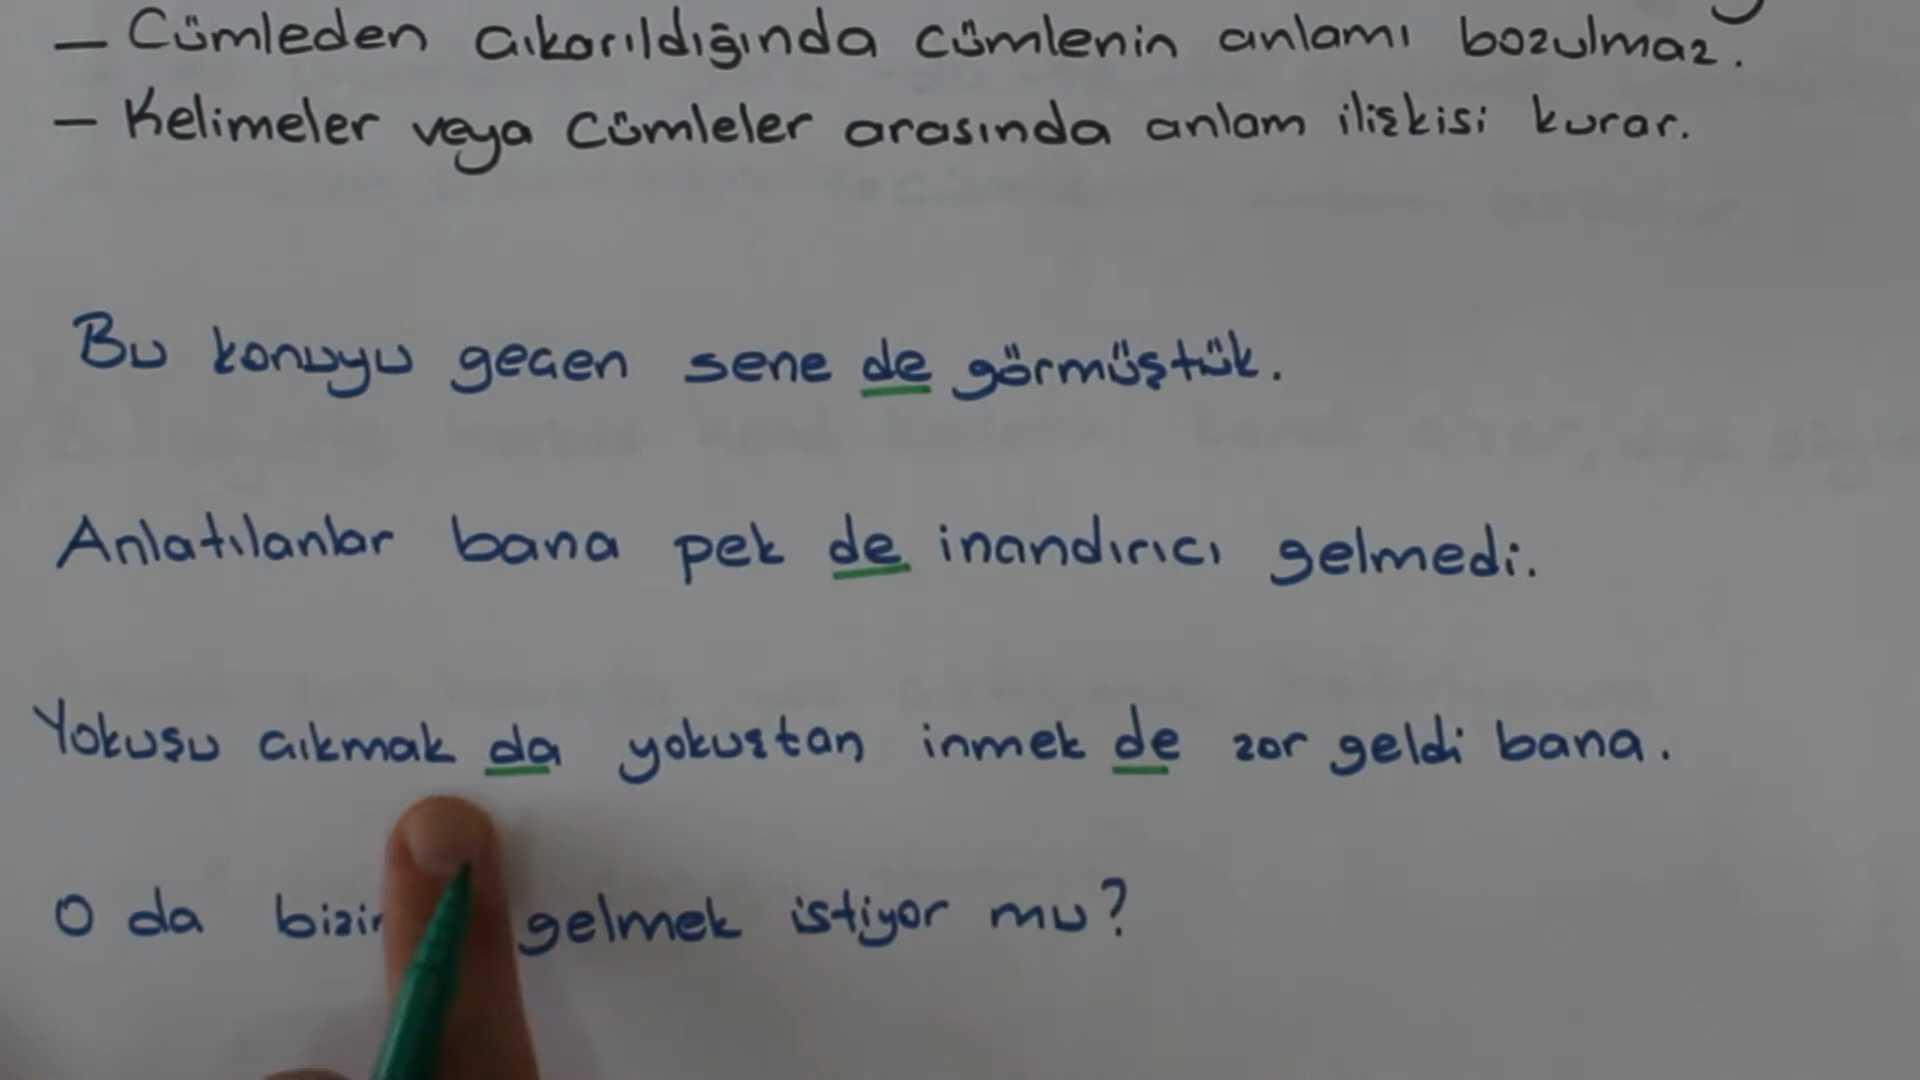 – Cümleden çıkarıldığında cümlenin anlamı bozulmaz.
– Kelimeler veya cümleler arasında anlam ilişkisi kurar.
Bu konuyu geçen sene de görmüştük.
Anlatılanlar bana pek de inandırıcı gelmedi.
Yokuşu çıkmak da yokuştan inmek de zor geldi bana.
O da gelmek istiyor mu?